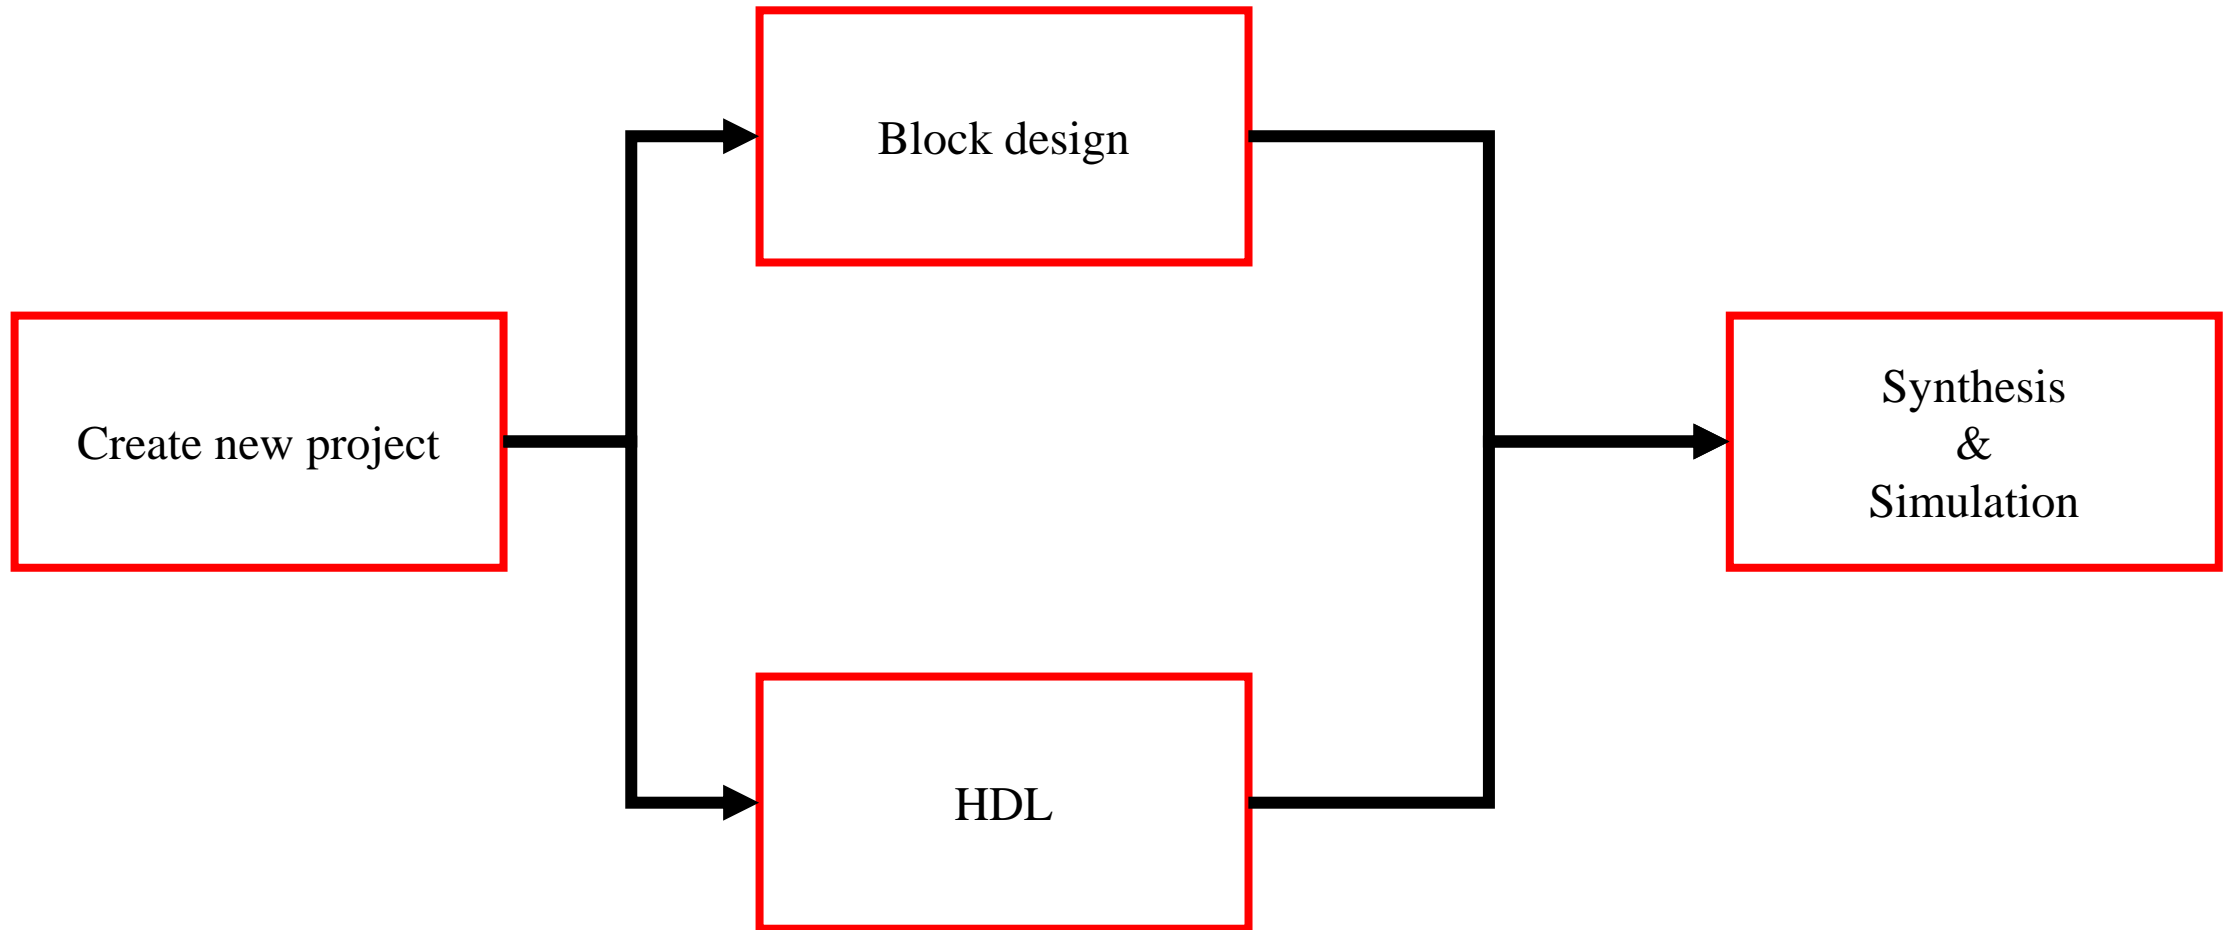 Create new project
Block design
HDL
Synthesis
&
Simulation